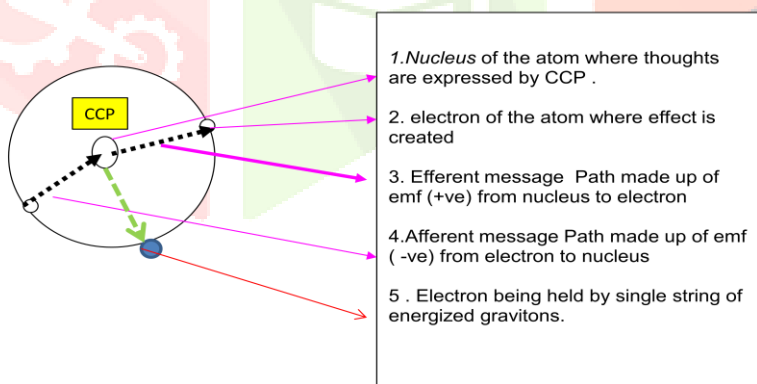 CCP
1.Nucleus of the atom where thoughts
are expressed by CCP .
2. electron of the atom where effect is
created
3. Efferent message Path made up of
emf (+ve) from nucleus to electron
4.Afferent message Path made up of emf
( -ve) from electron to nucleus
5 . Electron being held by single string of
energized gravitons.